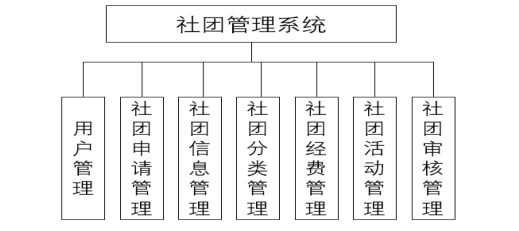 社团管理系统
用户管理
社团申请管理
社团信息管理
社团分类管理
社团经费管理
社团活动管理
社团审核管理